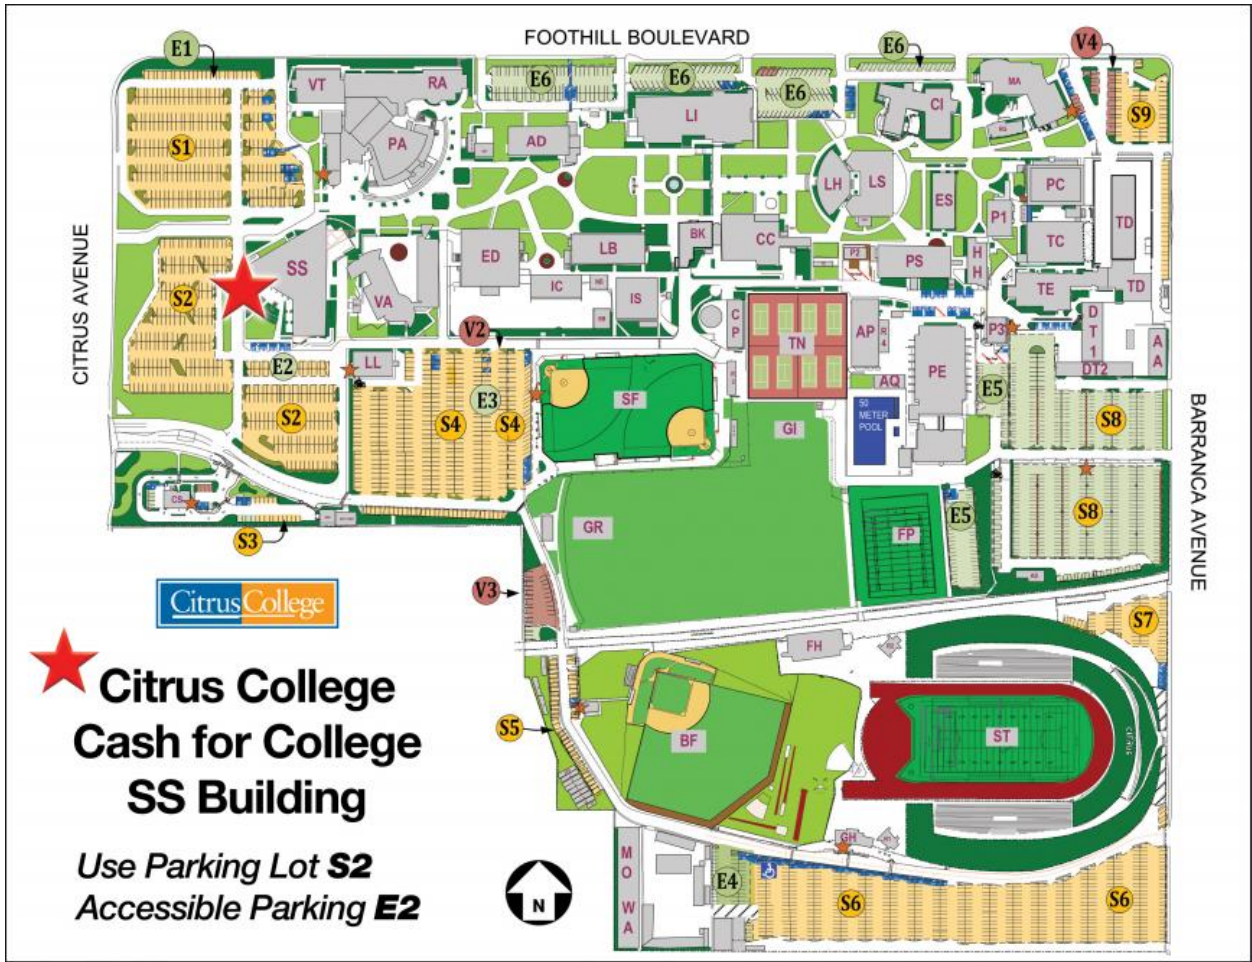 FOOTHILL BOULEVARD
E1
E6
V4
VT
RA
E6
E6
E6
MA
CI
S9
LI
S1
PA
AD
LH
LS
PC
ES
P1
TD
TC
BK
CC
LB
ED
SS
P2
PS
H
H
TE
TD
CITRUS AVENUE
S2
VA
IC
IS
C
P
TN
AP
R
4
P3
D
T
1
A
A
V2
E2
LL
PE
DT2
AQ
E5
E3
SF
50
METER
POOL
S2
S4
S4
GI
S8
BARRANCA AVENUE
CS
S3
GR
FP
E5
S8
CitrusCollege
V3
S7
FH
Citrus College
Cash for College
SS Building
S5
BF
ST
CITRUS
GH
Use Parking Lot S2
Accessible Parking E2
N
M
O
W
A
E4
S6
S6